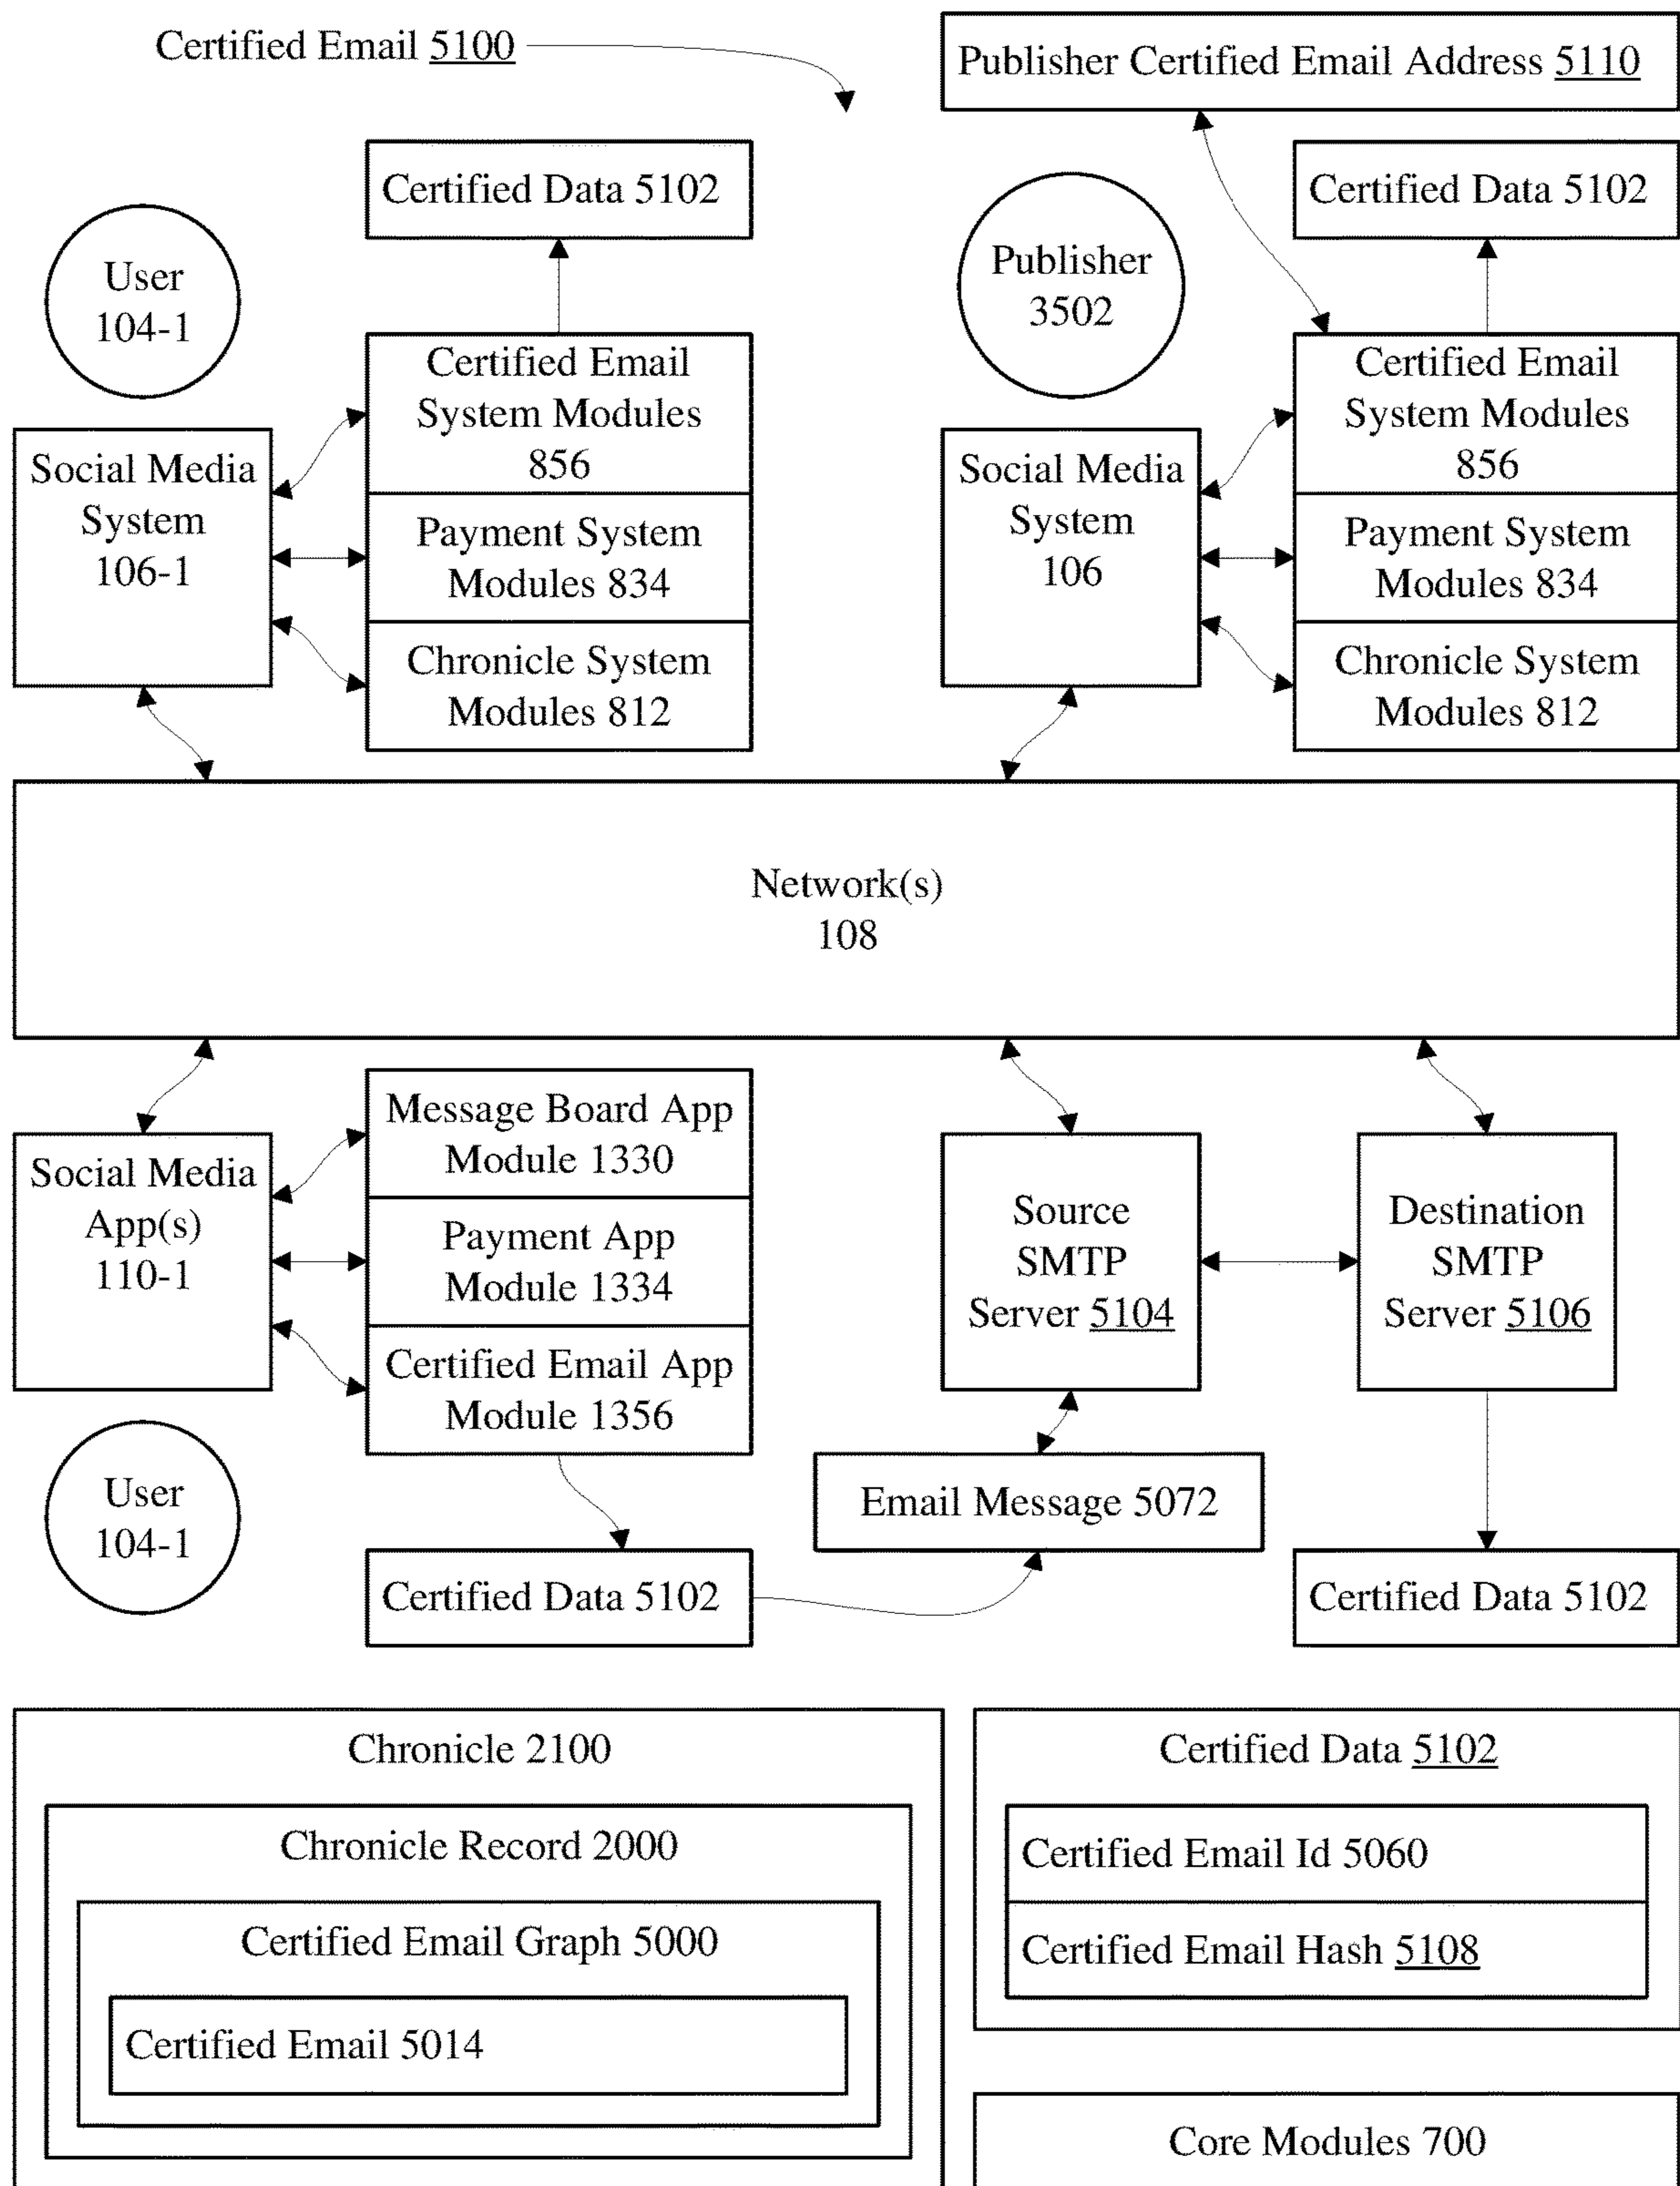 Certified Email 5100
Publisher Certified Email Address 5110
Certified Data 5102
Certified Data 5102
User
104-1
Publisher
3502
Certified Email
System Modules
856
Certified Email
System Modules
856
Social Media
System
106-1
Social Media
System
106
Payment System
Modules 834
Payment System
Modules 834
Chronicle System
Modules 812
Chronicle System
Modules 812
Network(s)
108
Message Board App
Module 1330
Social Media
App(s)
110-1
Payment App
Module 1334
Source
SMTP
Server 5104
Destination
SMTP
Server 5106
Certified Email App
Module 1356
User
104-1
Email Message 5072
Certified Data 5102
Certified Data 5102
Chronicle 2100
Chronicle Record 2000
Certified Email Graph 5000
Certified Email 5014
Certified Data 5102
Certified Email Id 5060
Certified Email Hash 5108
Core Modules 700